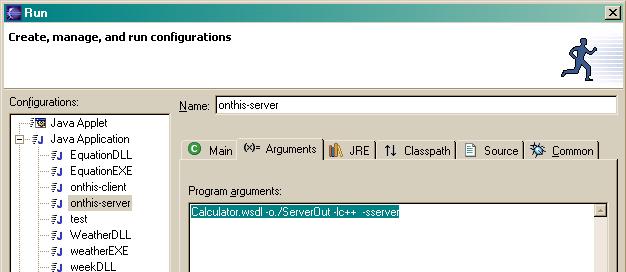 Run
Create, manage, and run configurations
Configurations:
Java Applet
Java Application
EquationDLL
EquationEXE
onthis-client
onthis-server
test
WeatherDLL
weatherEXE
weekDLL
Name: onthis-server
Main (x)= Arguments JRE Classpath Source Common
Program arguments:
Calculator.wsdl -o./ServerOut -lc++ -sserver